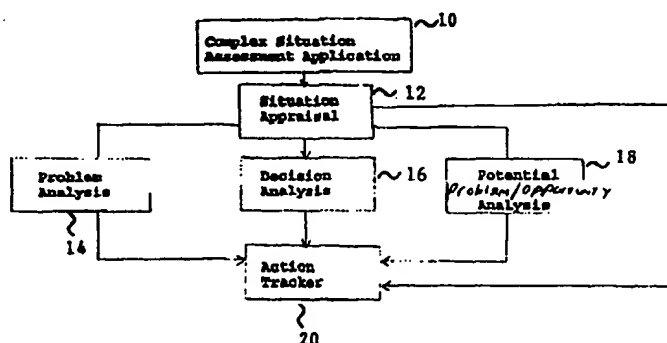 10
Complex Situation
Assessment Application
12
Situation
Appraisal
Problem
Analysis
14
Decision
Analysis
16
Potential
Problem/Opportunity
Analysis
18
Action
Tracker
20